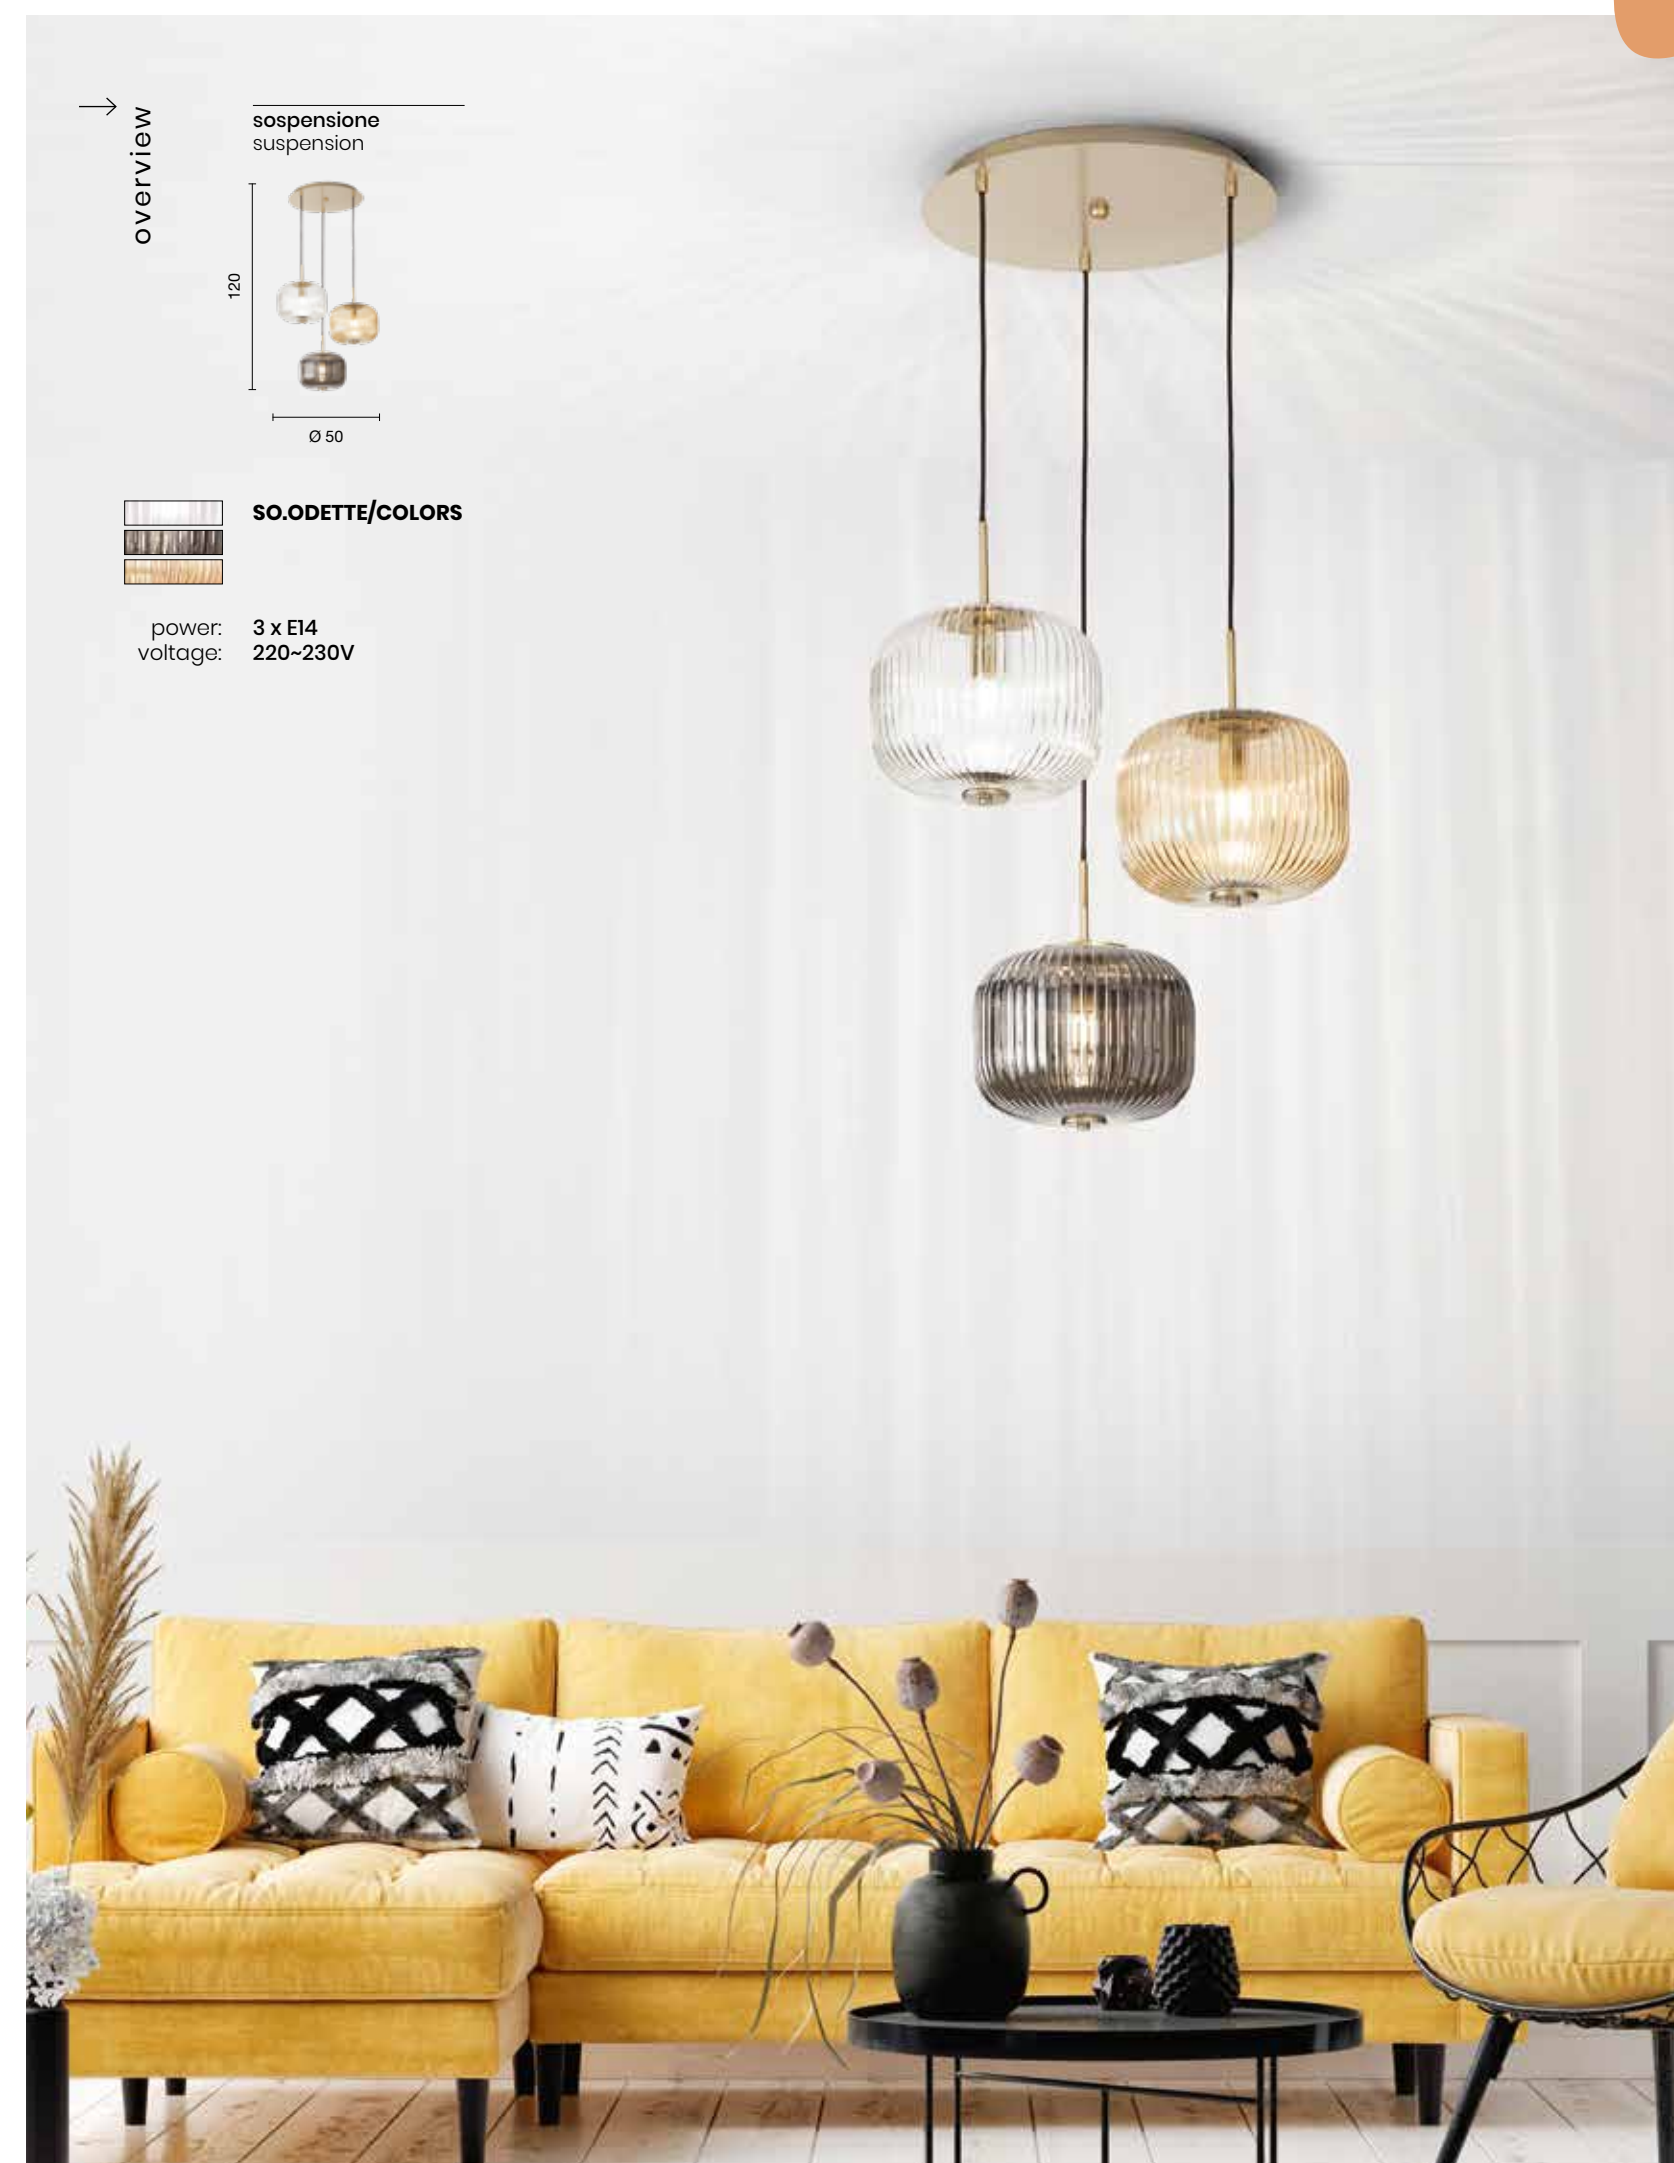 overview
sospensione
suspension
120
Ø 50
SO.ODETTE/COLORS
power: 3 x E14
voltage: 220~230V